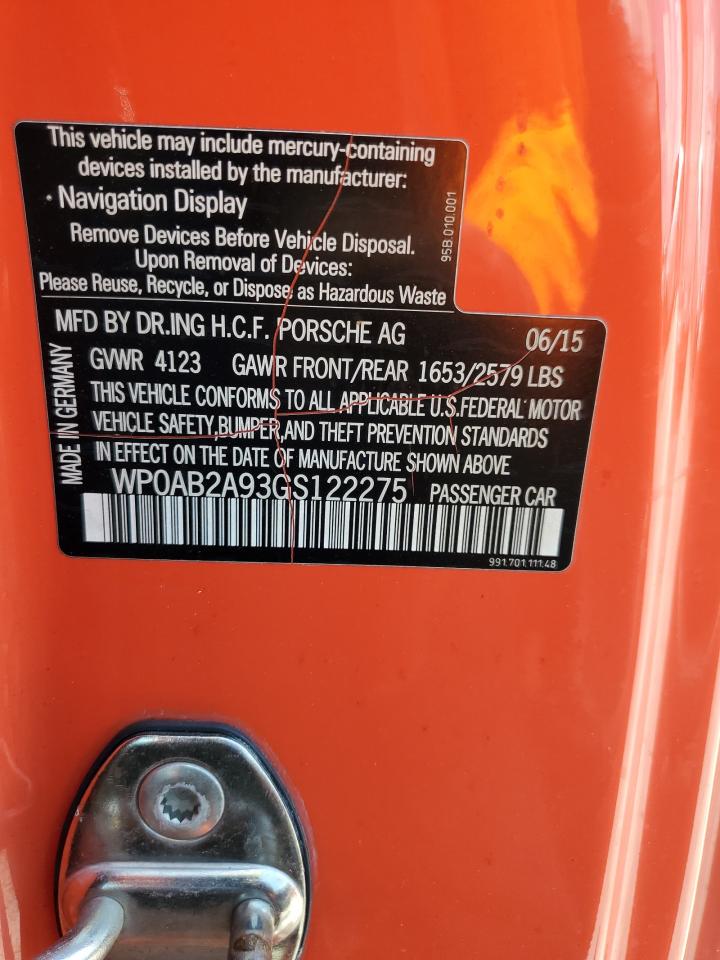 This vehicle may include mercury-containing
devices installed by the manufacturer:
· Navigation Display
Remove Devices Before Vehicle Disposal.
Upon Removal of Devices:
Please Reuse, Recycle, or Dispose as Hazardous Waste
95B.010.001
MFD BY DR.ING H.C.F. PORSCHE AG 06/15
GVWR 4123 GAWR FRONT/REAR 1653/2579 LBS
THIS VEHICLE CONFORMS TO ALL APPLICABLE U.S.FEDERAL MOTOR
VEHICLE SAFETY,BUMPER,AND THEFT PREVENTION STANDARDS
IN EFFECT ON THE DATE OF MANUFACTURE SHOWN ABOVE
WP0AB2A93GS122275 PASSENGER CAR
MADE IN GERMANY
991.701.111.48